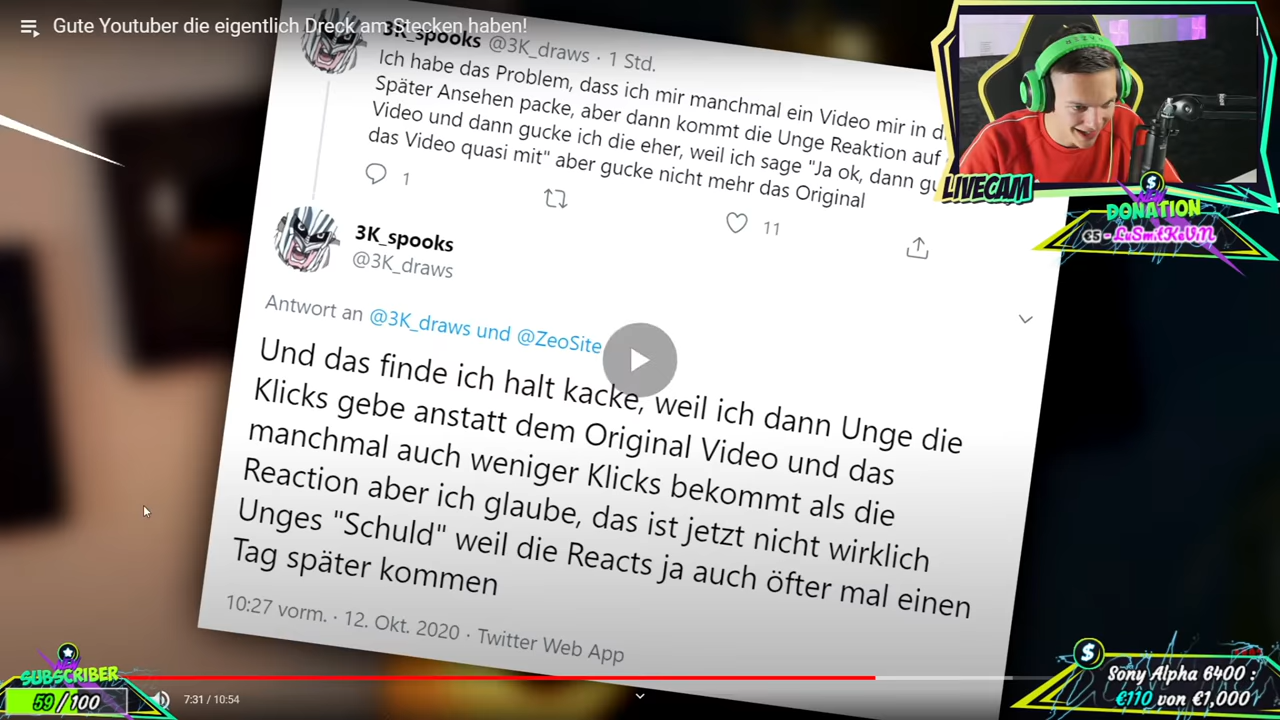 Gute Youtuber die eigentlich Dreck am Stecken haben!
3K_spooks @3K_draws · 1 Std.
Ich habe das Problem, dass ich mir manchmal ein Video mir in
Später Ansehen packe, aber dann kommt die Unge Reaktion auf
Video und dann gucke ich die eher, weil ich sage "Ja ok, dann
das Video quasi mit" aber gucke nicht mehr das Original
1
11
3K_spooks
@3K_draws
Antwort an @3K_draws und @ZeoSite
Und das finde ich halt kacke, weil ich dann Unge die
Klicks gebe anstatt dem Original Video und das
manchmal auch weniger Klicks bekommt als die
Reaction aber ich glaube, das ist jetzt nicht wirklich
Unges "Schuld" weil die Reacts ja auch öfter mal einen
Tag später kommen
10:27 vorm. · 12. Okt. 2020 · Twitter Web App
LIVECAM
NEW
DONATION
€5 - LuSmilKeVN
NEW
SUBSCRIBER
59 / 100
7:31 / 10:54
Sony Alpha 6400 :
€110 von €1,000